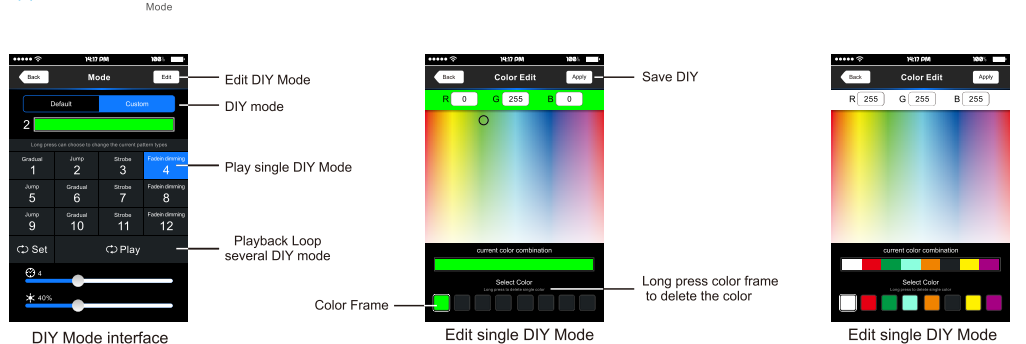 Mode
14:17 PM
100%
Back
Mode
Edit
Edit DIY Mode
Default
Custom
DIY mode
2
Long press can choose to change the current pattern types
Gradual
1
Jump
2
Strobe
3
Fadein dimming
4
Play single DIY Mode
Jump
5
Gradual
6
Strobe
7
Fadein dimming
8
Jump
9
Gradual
10
Strobe
11
Fadein dimming
12
Set
Play
Playback Loop
several DIY mode
4
40%
DIY Mode interface
14:17 PM
100%
Back
Color Edit
Apply
Save DIY
R 0 G 255 B 0
current color combination
Select Color
Long press to delete single color
Color Frame
Long press color frame
to delete the color
Edit single DIY Mode
14:17 PM
100%
Back
Color Edit
Apply
R 255 G 255 B 255
current color combination
Select Color
Long press to delete single color
Edit single DIY Mode